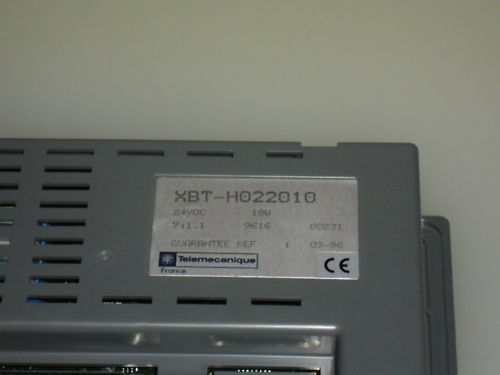 XBT-H022010
24VDC 10W
V:1.1 9616 00231
GUARANTEE REF : 09-96
Telemecanique
France CE